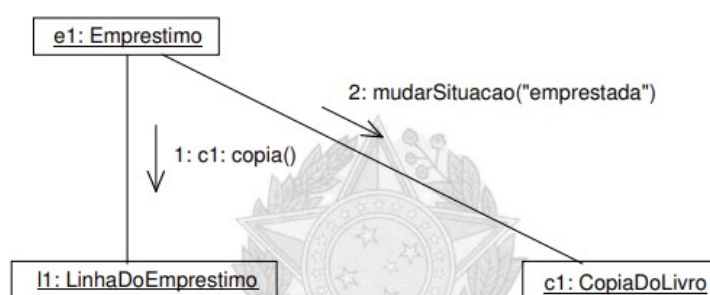 e1: Emprestimo
2: mudarSituacao("emprestada")
1: c1: copia()
l1: LinhaDoEmprestimo
c1: CopiaDoLivro